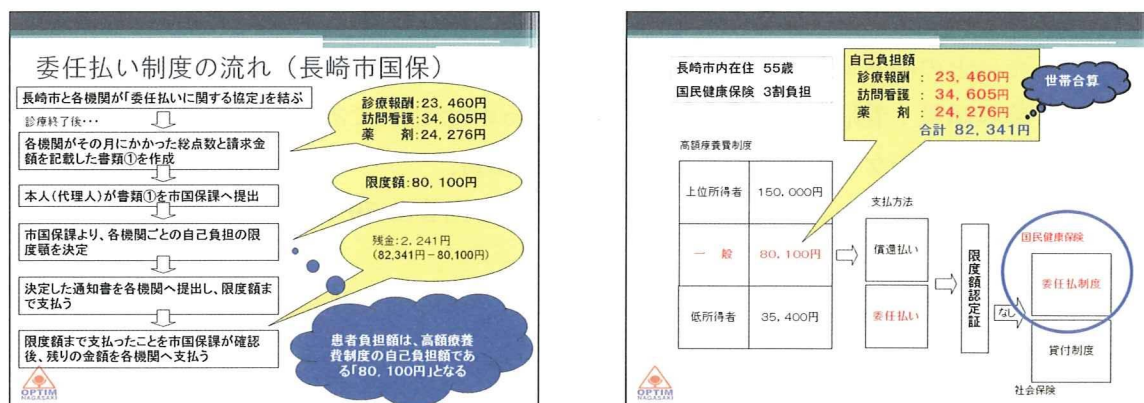 委任払い制度の流れ（長崎市国保）
長崎市と各機関が「委任払いに関する協定」を結ぶ
診療終了後・・・
各機関がその月にかかった総点数と請求金
額を記載した書類①を作成
本人(代理人)が書類①を市国保課へ提出
市国保課より、各機関ごとの自己負担の限
度額を決定
決定した通知書を各機関へ提出し、限度額ま
で支払う
限度額まで支払ったことを市国保課が確認
後、残りの金額を各機関へ支払う
診療報酬:23,460円
訪問看護:34,605円
薬　剤:24,276円
限度額:80,100円
残金:2,241円
(82,341円－80,100円)
患者負担額は、高額療養
費制度の自己負担額であ
る「80,100円」となる
OPTIM
NAGASAKI
長崎市内在住 55歳
国民健康保険 3割負担
自己負担額
診療報酬 : 23,460円
訪問看護 : 34,605円
薬　剤 : 24,276円
合計 82,341円
世帯合算
高額療養費制度
上位所得者 150,000円
一　般 80,100円
低所得者 35,400円
支払方法
償還払い
委任払い
限度額認定証
なし
国民健康保険
委任払制度
貸付制度
社会保険
OPTIM
NAGASAKI